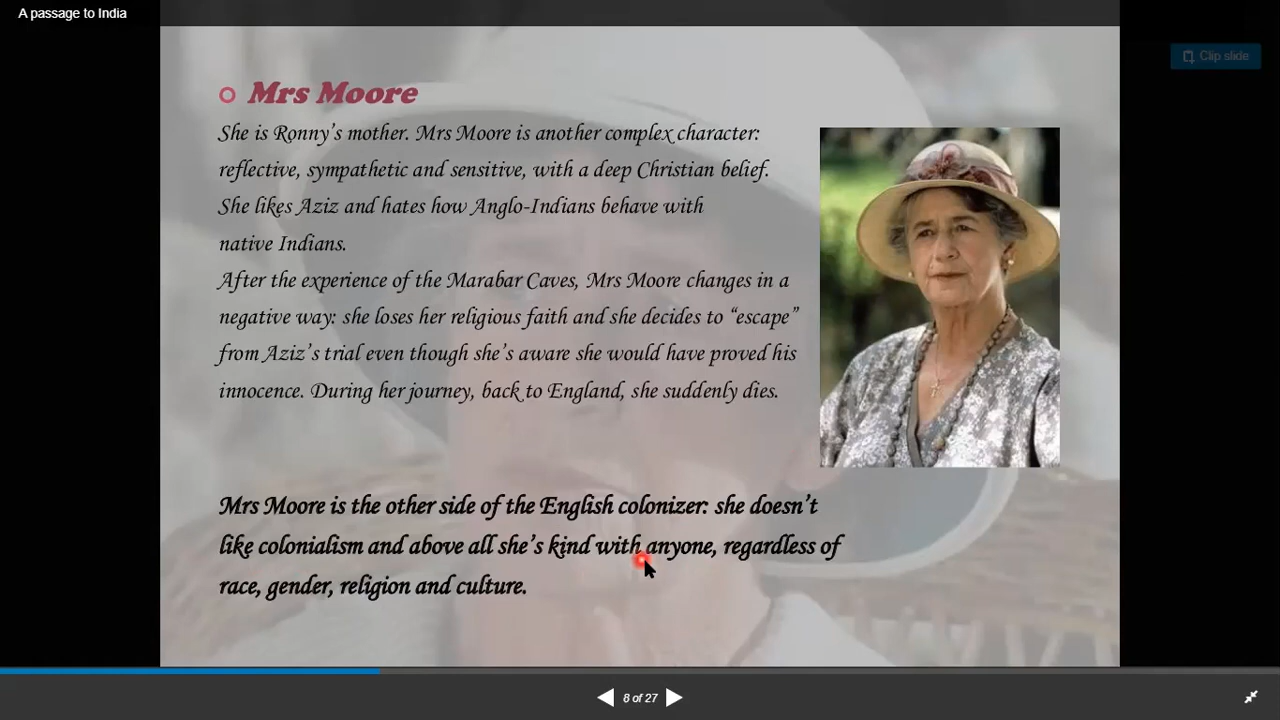 A passage to India
Clip slide
Mrs Moore
She is Ronny's mother. Mrs Moore is another complex character:
reflective, sympathetic and sensitive, with a deep Christian belief.
She likes Aziz and hates how Anglo-Indians behave with
native Indians.
After the experience of the Marabar Caves, Mrs Moore changes in a
negative way: she loses her religious faith and she decides to “escape”
from Aziz's trial even though she's aware she would have proved his
innocence. During her journey, back to England, she suddenly dies.
Mrs Moore is the other side of the English colonizer: she doesn't
like colonialism and above all she's kind with anyone, regardless of
race, gender, religion and culture.
8 of 27